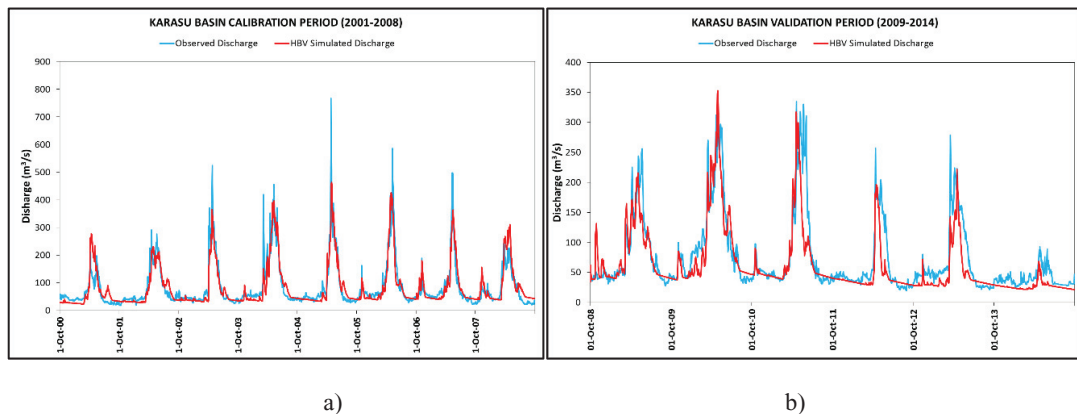 KARASU BASIN CALIBRATION PERIOD (2001-2008)
Observed Discharge HBV Simulated Discharge
Disharge (m³/s)
900
800
700
600
500
400
300
200
100
0
1-Oct-00
1-Oct-01
1-Oct-02
1-Oct-03
1-Oct-04
1-Oct-05
1-Oct-06
1-Oct-07
KARASU BASIN VALIDATION PERIOD (2009-2014)
Observed Discharge HBV Simulated Discharge
Discharge (m³/s)
400
350
300
250
200
150
100
50
0
01-Oct-08
01-Oct-09
01-Oct-10
01-Oct-11
01-Oct-12
01-Oct-13
a) b)